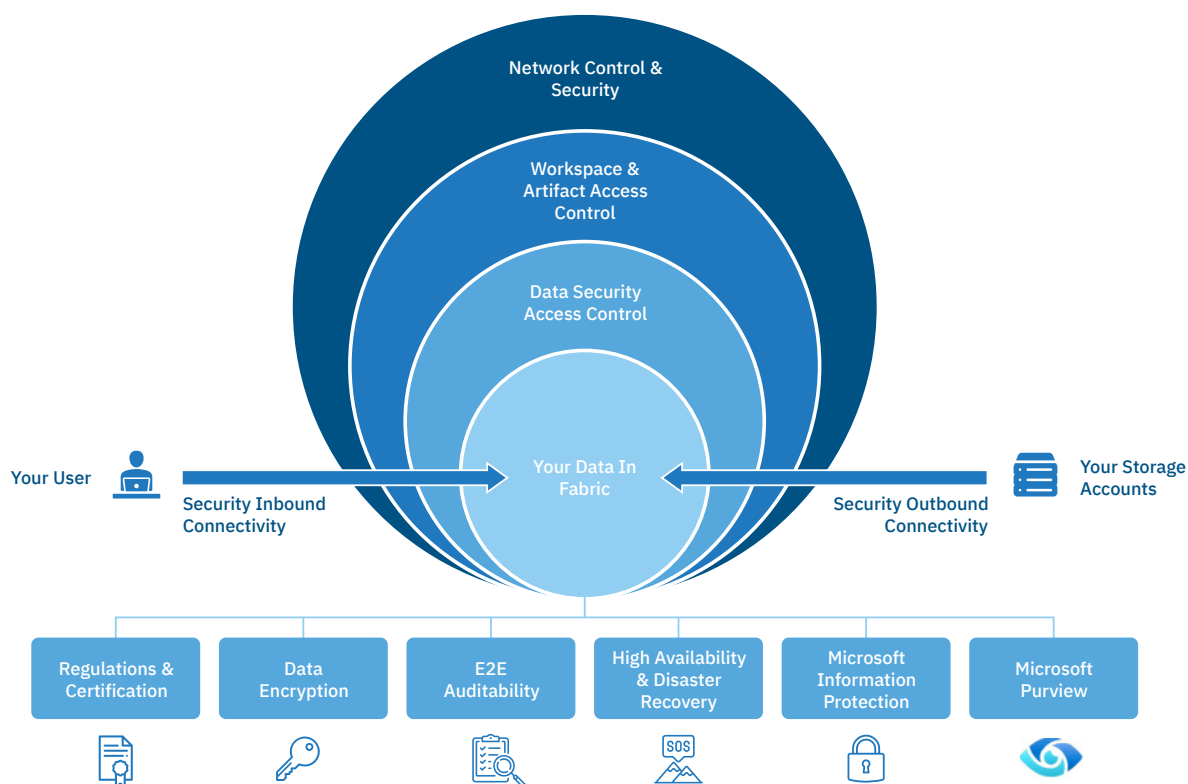 Network Control &
Security
Workspace &
Artifact Access
Control
Data Security
Access Control
Your Data In
Fabric
Your User
Security Inbound
Connectivity
Security Outbound
Connectivity
Your Storage
Accounts
Regulations &
Certification
Data
Encryption
E2E
Auditability
High Availability
& Disaster
Recovery
Microsoft
Information
Protection
Microsoft
Purview
SOS